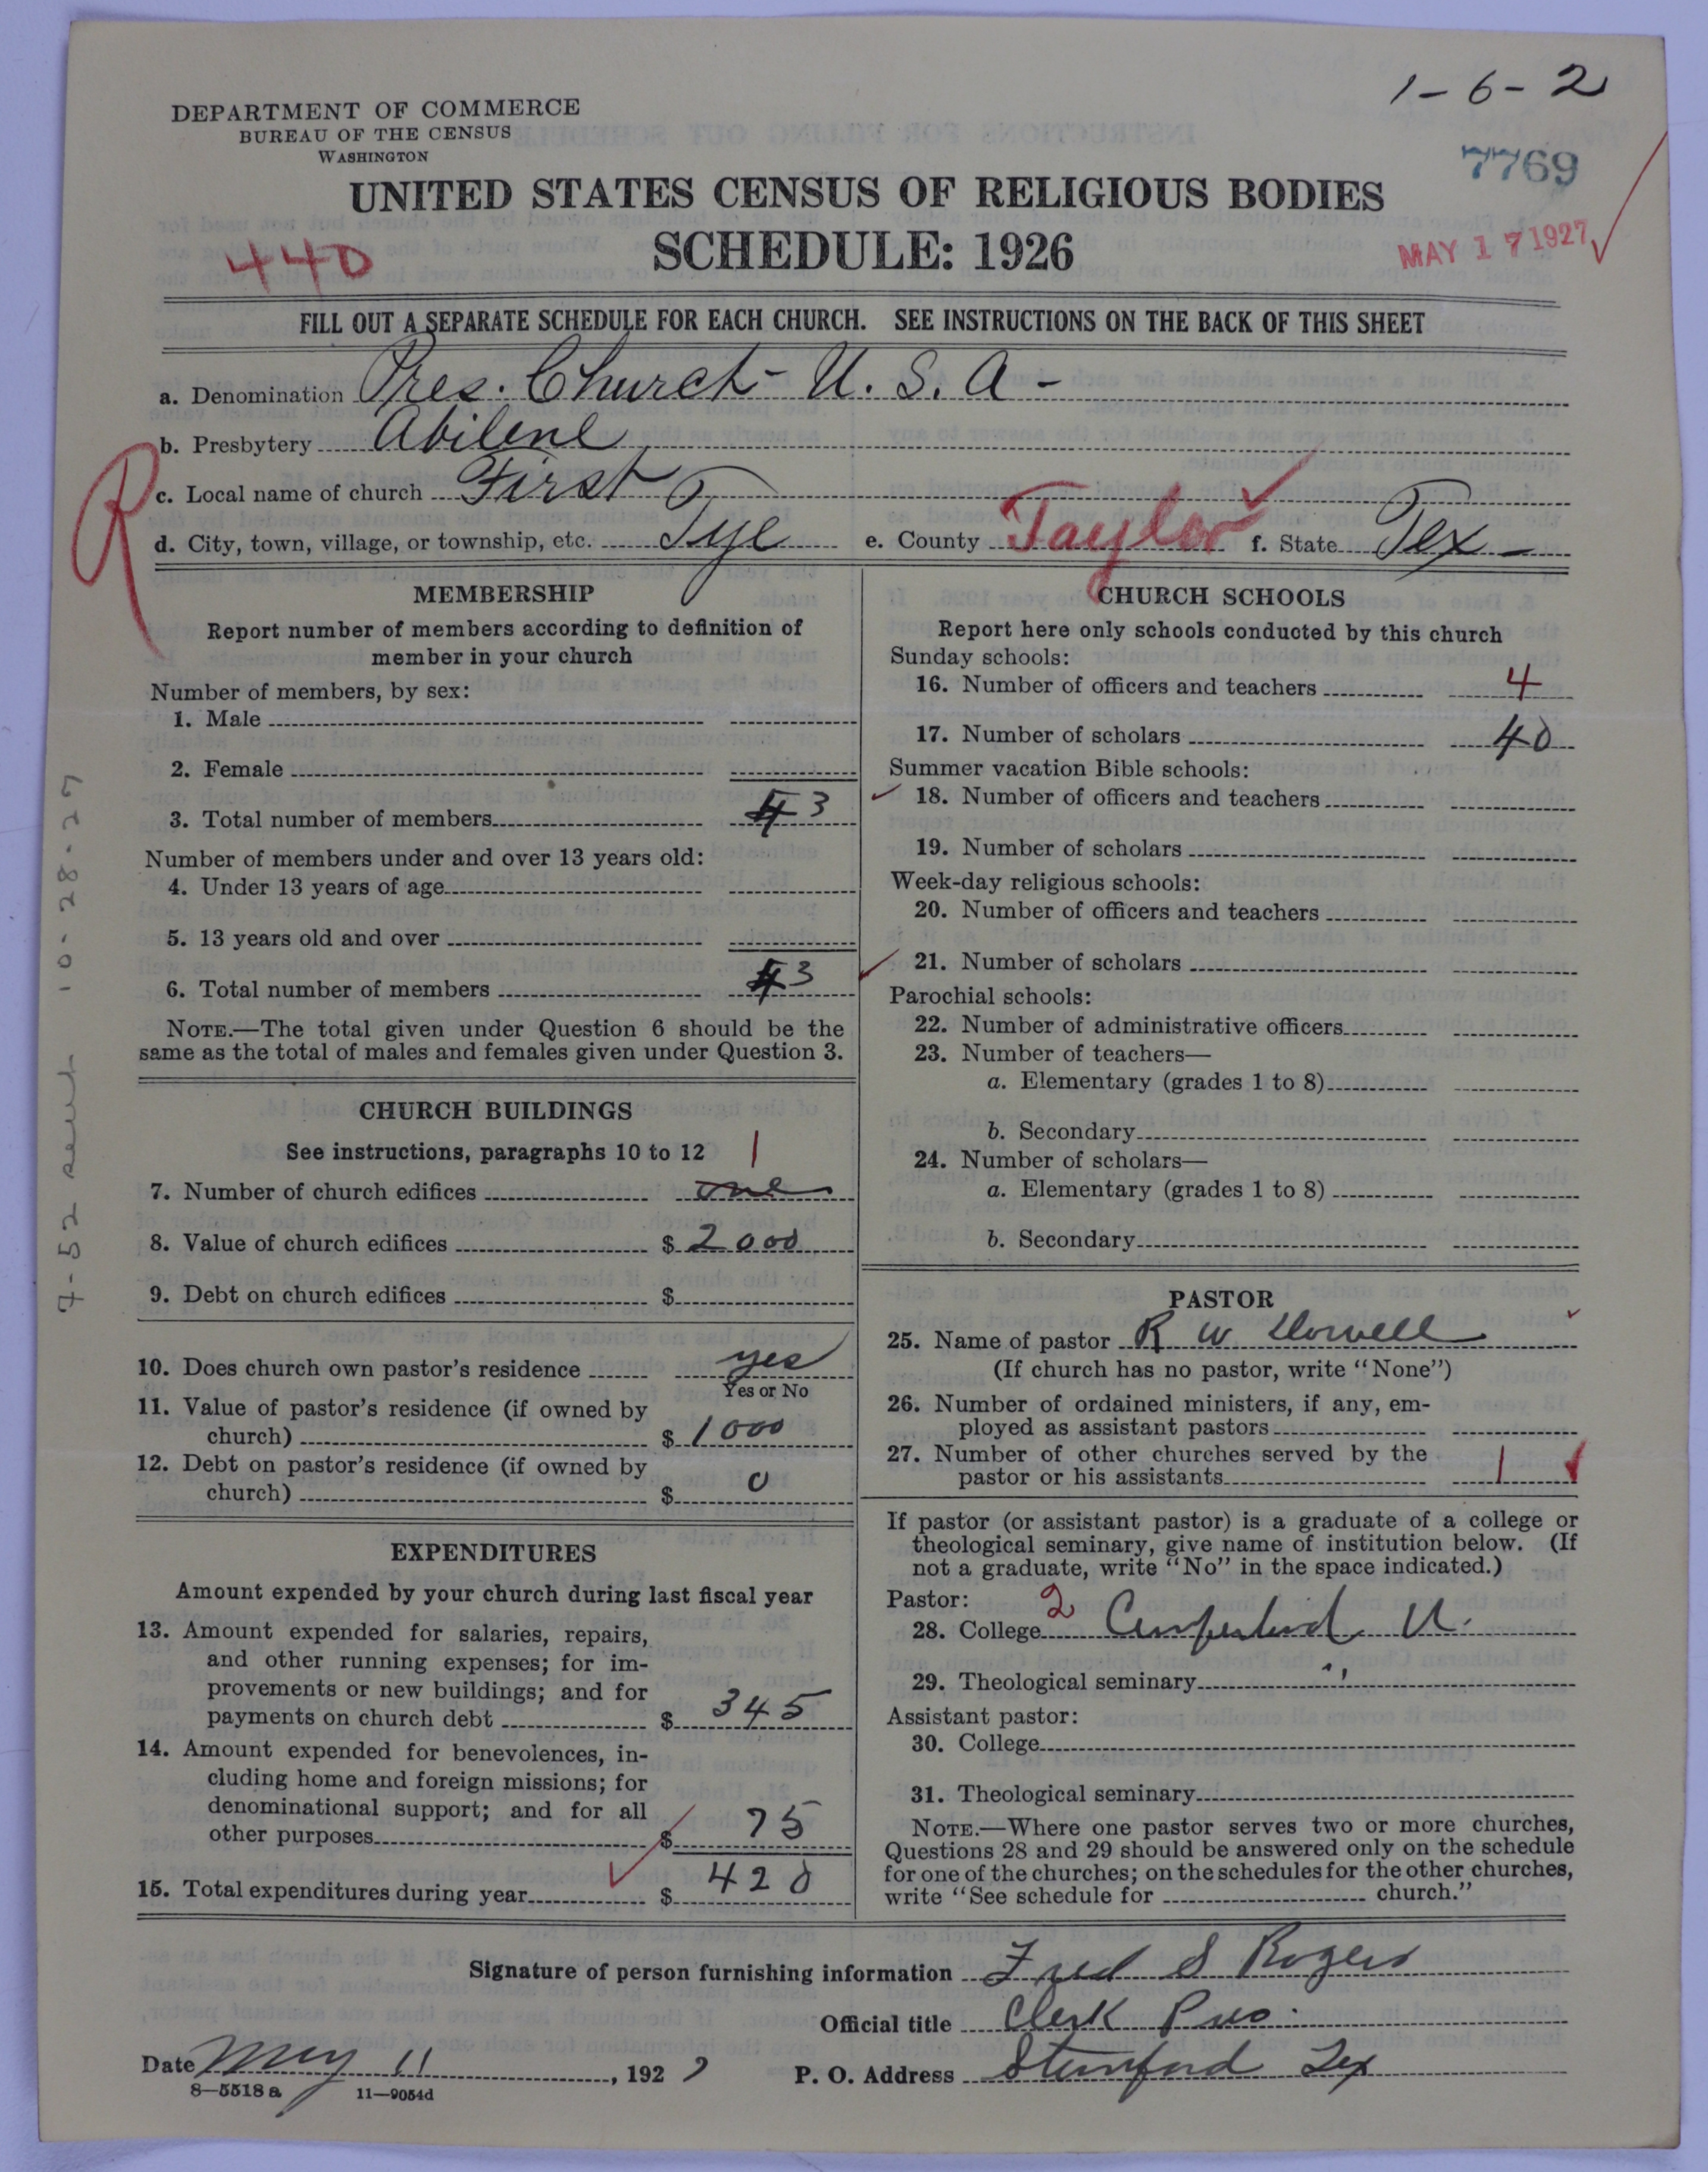 1-6-2
DEPARTMENT OF COMMERCE
BUREAU OF THE CENSUS
WASHINGTON
7769
UNITED STATES CENSUS OF RELIGIOUS BODIES
SCHEDULE: 1926
440
MAY 17 1927
FILL OUT A SEPARATE SCHEDULE FOR EACH CHURCH. SEE INSTRUCTIONS ON THE BACK OF THIS SHEET
a. Denomination Pres. Church - U. S. A -
b. Presbytery Abilene
R
c. Local name of church First
d. City, town, village, or township, etc. Tye e. County Taylor f. State Tex -
MEMBERSHIP
Report number of members according to definition of
member in your church
Number of members, by sex:
1. Male
2. Female
3. Total number of members 43
Number of members under and over 13 years old:
4. Under 13 years of age
5. 13 years old and over
6. Total number of members 43
NOTE.—The total given under Question 6 should be the
same as the total of males and females given under Question 3.
CHURCH BUILDINGS
See instructions, paragraphs 10 to 12 1
7. Number of church edifices one
8. Value of church edifices $ 2000
9. Debt on church edifices $
10. Does church own pastor's residence yes
Yes or No
11. Value of pastor's residence (if owned by
church) $ 1000
12. Debt on pastor's residence (if owned by
church) $ 0
EXPENDITURES
Amount expended by your church during last fiscal year
13. Amount expended for salaries, repairs,
and other running expenses; for im-
provements or new buildings; and for
payments on church debt $ 345
14. Amount expended for benevolences, in-
cluding home and foreign missions; for
denominational support; and for all
other purposes $ 75
15. Total expenditures during year $ 420
CHURCH SCHOOLS
Report here only schools conducted by this church
Sunday schools:
16. Number of officers and teachers 4
17. Number of scholars 40
Summer vacation Bible schools:
18. Number of officers and teachers
19. Number of scholars
Week-day religious schools:
20. Number of officers and teachers
21. Number of scholars
Parochial schools:
22. Number of administrative officers
23. Number of teachers—
a. Elementary (grades 1 to 8)
b. Secondary
24. Number of scholars—
a. Elementary (grades 1 to 8)
b. Secondary
PASTOR
25. Name of pastor R W
(If church has no pastor, write "None")
26. Number of ordained ministers, if any, em-
ployed as assistant pastors
27. Number of other churches served by the
pastor or his assistants 1
If pastor (or assistant pastor) is a graduate of a college or
theological seminary, give name of institution below. (If
not a graduate, write "No" in the space indicated.)
Pastor: 2
28. College U.
29. Theological seminary "
Assistant pastor:
30. College
31. Theological seminary
NOTE.—Where one pastor serves two or more churches,
Questions 28 and 29 should be answered only on the schedule
for one of the churches; on the schedules for the other churches,
write "See schedule for church."
Signature of person furnishing information Fred S Rogers
Official title Clerk Pres.
Date May 11, 1927 P. O. Address Stamford Tex
8—5518 a 11—9054d
10-28-27